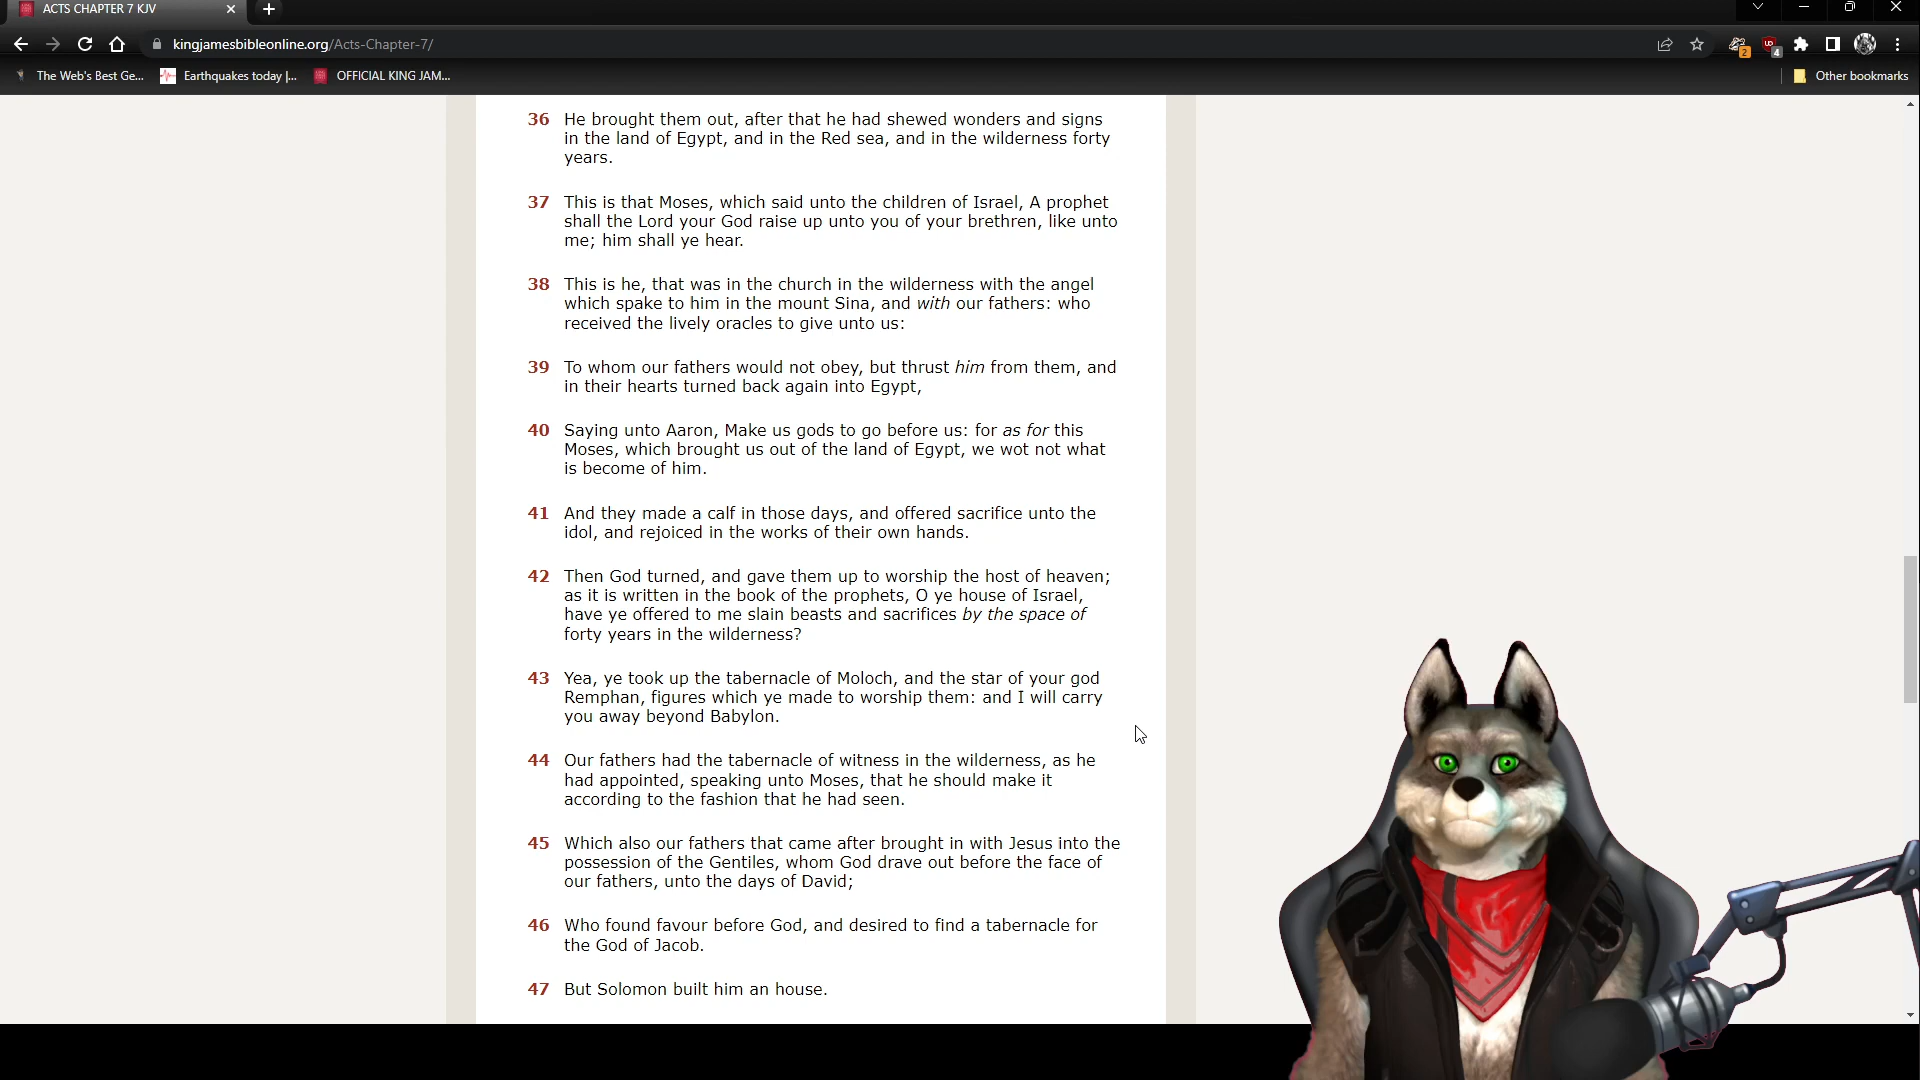 ACTS CHAPTER 7 KJV
kingjamesbibleonline.org/Acts-Chapter-7/
2
4
The Web's Best Ge...
Earthquakes today |...
OFFICIAL KING JAM...
Other bookmarks
36 He brought them out, after that he had shewed wonders and signs
in the land of Egypt, and in the Red sea, and in the wilderness forty
years.
37 This is that Moses, which said unto the children of Israel, A prophet
shall the Lord your God raise up unto you of your brethren, like unto
me; him shall ye hear.
38 This is he, that was in the church in the wilderness with the angel
which spake to him in the mount Sina, and with our fathers: who
received the lively oracles to give unto us:
39 To whom our fathers would not obey, but thrust him from them, and
in their hearts turned back again into Egypt,
40 Saying unto Aaron, Make us gods to go before us: for as for this
Moses, which brought us out of the land of Egypt, we wot not what
is become of him.
41 And they made a calf in those days, and offered sacrifice unto the
idol, and rejoiced in the works of their own hands.
42 Then God turned, and gave them up to worship the host of heaven;
as it is written in the book of the prophets, O ye house of Israel,
have ye offered to me slain beasts and sacrifices by the space of
forty years in the wilderness?
43 Yea, ye took up the tabernacle of Moloch, and the star of your god
Remphan, figures which ye made to worship them: and I will carry
you away beyond Babylon.
44 Our fathers had the tabernacle of witness in the wilderness, as he
had appointed, speaking unto Moses, that he should make it
according to the fashion that he had seen.
45 Which also our fathers that came after brought in with Jesus into the
possession of the Gentiles, whom God drave out before the face of
our fathers, unto the days of David;
46 Who found favour before God, and desired to find a tabernacle for
the God of Jacob.
47 But Solomon built him an house.